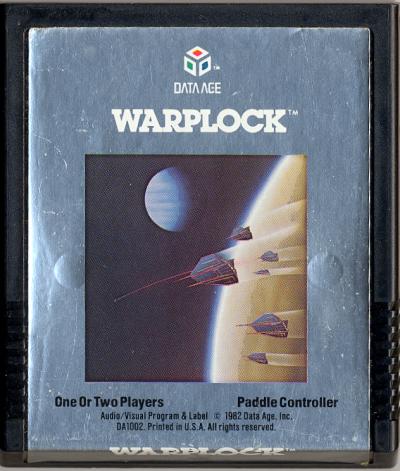 DATA AGE
WARPLOCK™
One Or Two Players Paddle Controller
Audio/Visual Program & Label © 1982 Data Age, Inc.
DA1002. Printed in U.S.A. All rights reserved.
WARPLOCK™